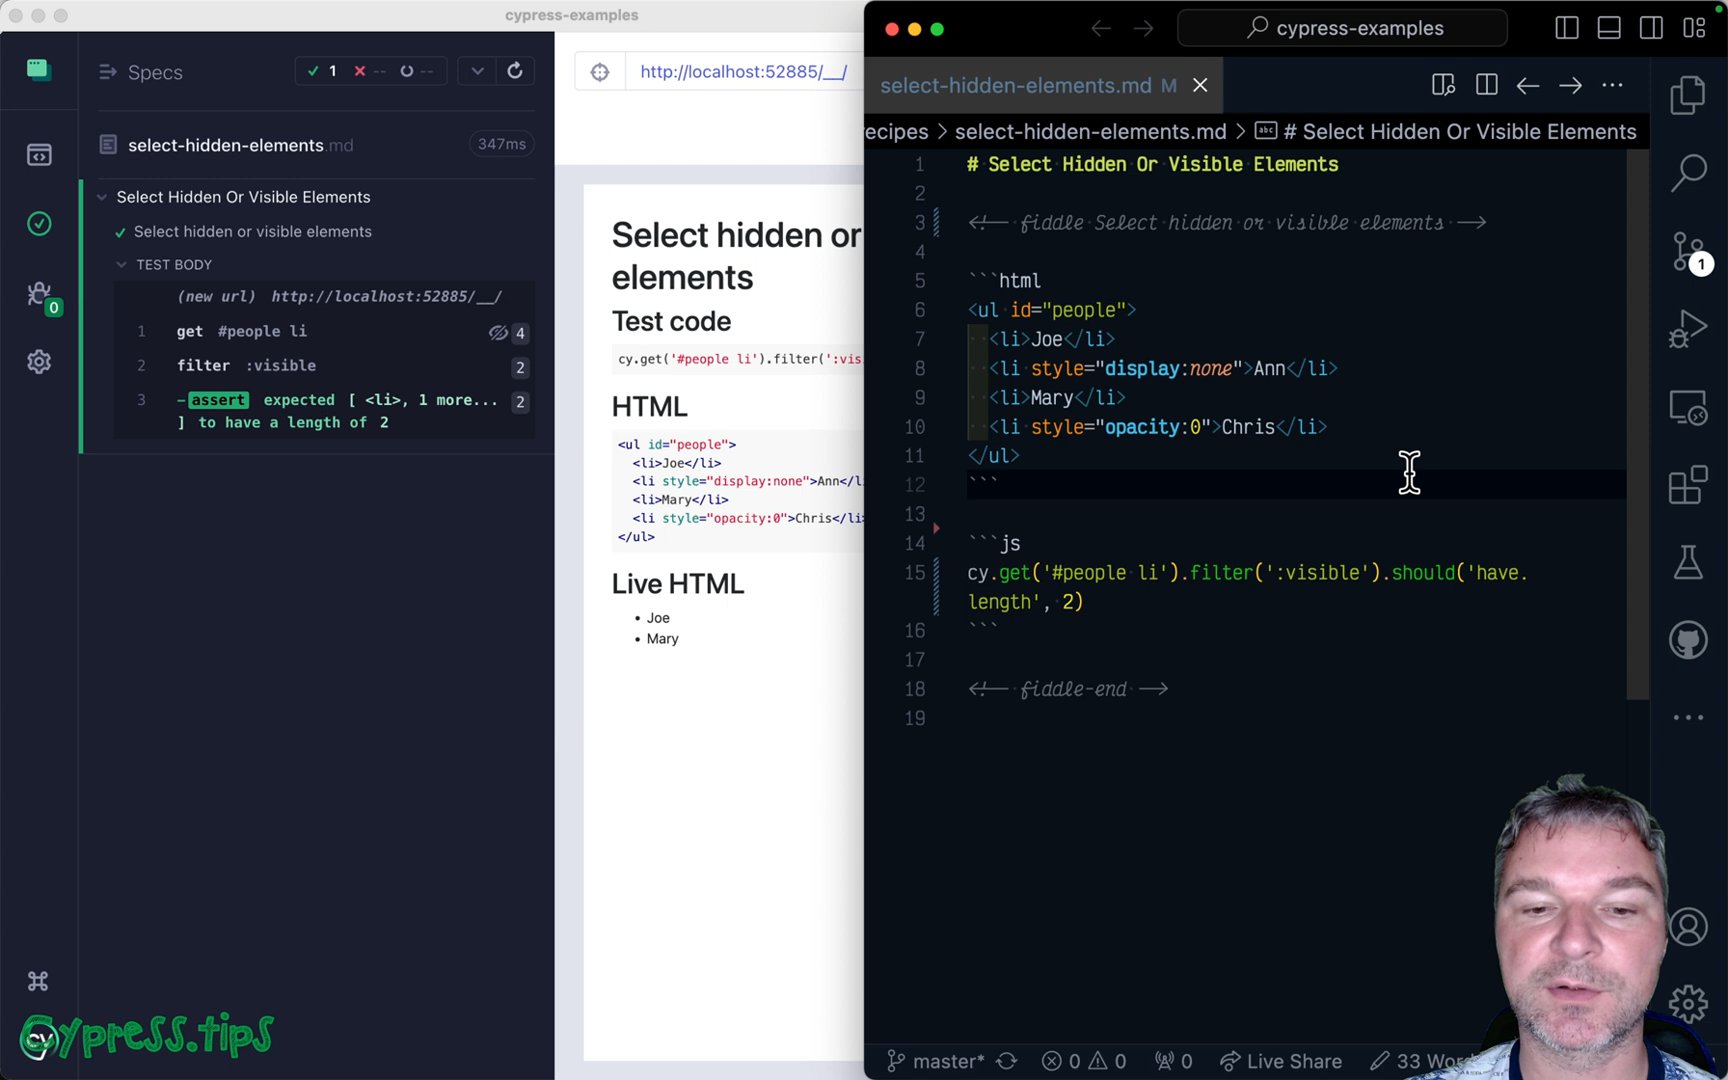 cypress-examples
Specs
✓ 1 ✕ -- --
select-hidden-elements.md
347ms
Select Hidden Or Visible Elements
✓ Select hidden or visible elements
TEST BODY
(new url) http://localhost:52885/__/
1 get #people li 4
2 filter :visible 2
3 -assert expected [ <li>, 1 more... 2
] to have a length of 2
0
cypress.tips
cy
http://localhost:52885/__/
Select hidden or
elements
Test code
cy.get('#people li').filter(':vis
HTML
<ul id="people">
<li>Joe</li>
<li style="display:none">Ann</l
<li>Mary</li>
<li style="opacity:0">Chris</li
</ul>
Live HTML
• Joe
• Mary
cypress-examples
select-hidden-elements.md M
ecipes > select-hidden-elements.md > abc # Select Hidden Or Visible Elements
1 # Select Hidden Or Visible Elements
2
3 <!-- fiddle Select hidden or visible elements -->
4
5 ```html
6 <ul id="people">
7 <li>Joe</li>
8 <li style="display:none">Ann</li>
9 <li>Mary</li>
10 <li style="opacity:0">Chris</li>
11 </ul>
12 ```
13
14 ```js
15 cy.get('#people li').filter(':visible').should('have.
length', 2)
16 ```
17
18 <!-- fiddle-end -->
19
1
master* 0 0 0 Live Share 33 Wor